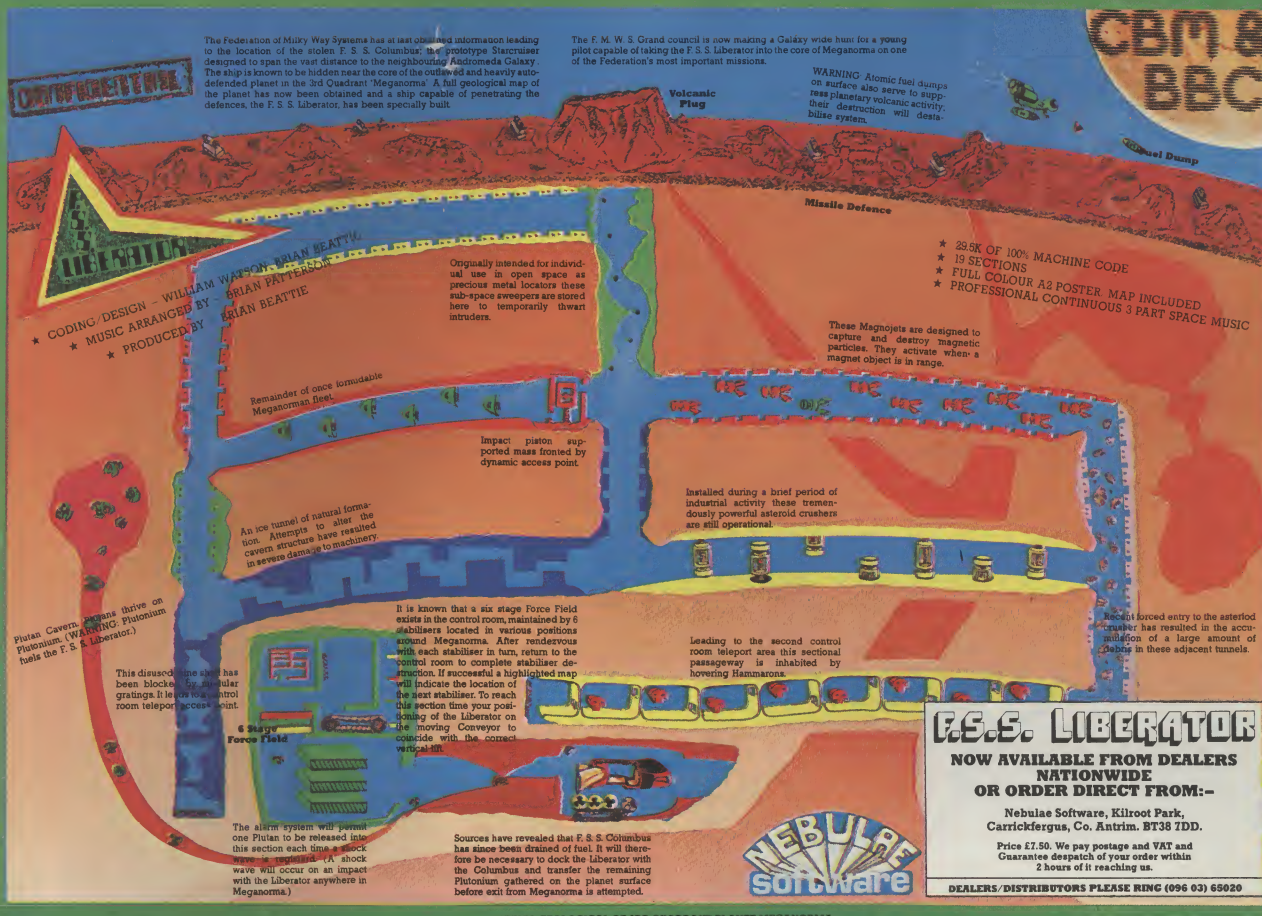 The Federation of Milky Way Systems has at last obtained information leading
to the location of the stolen F. S. S. Columbus; the prototype Starcruiser
designed to span the vast distance to the neighbouring Andromeda Galaxy.
The ship is known to be hidden near the core of the outlawed and heavily auto-
defended planet in the 3rd Quadrant 'Meganorma' A full geological map of
the planet has now been obtained and a ship capable of penetrating the
defences, the F. S. S. Liberator, has been specially built.
The F. M. W. S. Grand council is now making a Galaxy wide hunt for a young
pilot capable of taking the F. S. S. Liberator into the core of Meganorma on one
of the Federation's most important missions.
CBM &
BBC
WARNING Atomic fuel dumps
on surface also serve to supp-
ress planetary volcanic activity;
their destruction will desta-
bilise system.
Volcanic
Plug
Fuel Dump
Missile Defence
F S S
LIBERATOR
★ CODING/DESIGN – WILLIAM WATSON, BRIAN BEATTIE
★ MUSIC ARRANGED BY – BRIAN PATTERSON
★ PRODUCED BY BRIAN BEATTIE
Originally intended for individ-
ual use in open space as
precious metal locators these
sub-space sweepers are stored
here to temporarily thwart
intruders.
★ 29.5K OF 100% MACHINE CODE
★ 19 SECTIONS
★ FULL COLOUR A2 POSTER MAP INCLUDED
★ PROFESSIONAL CONTINUOUS 3 PART SPACE MUSIC
These Magnojets are designed to
capture and destroy magnetic
particles. They activate when a
magnet object is in range.
Remainder of once formidable
Meganorman fleet.
Impact piston sup-
ported mass fronted by
dynamic access point.
Installed during a brief period of
industrial activity these tremen-
dously powerful asteroid crushers
are still operational.
An ice tunnel of natural forma-
tion. Attempts to alter the
cavern structure have resulted
in severe damage to machinery.
Plutan Cavern. Plutans thrive on
Plutonium. (WARNING: Plutonium
fuels the F. S. S. Liberator.)
It is known that a six stage Force Field
exists in the control room, maintained by 6
stabilisers located in various positions
around Meganorma. After rendezvous
with each stabiliser in turn, return to the
control room to complete stabiliser de-
struction. If successful a highlighted map
will indicate the location of
the next stabiliser. To reach
this section time your posi-
tioning of the Liberator on
the moving Conveyor to
coincide with the correct
vertical lift.
Leading to the second control
room teleport area this sectional
passageway is inhabited by
hovering Hammarons.
Recent forced entry to the asteriod
crusher has resulted in the accu-
mulation of a large amount of
debris in these adjacent tunnels.
This disused mine shaft has
been blocked by
gratings. It leads to a control
room teleport access point.
6 Stage
Force Field
The alarm system will permit
one Plutan to be released into
this section each time a shock
wave is registered. (A shock
wave will occur on an impact
with the Liberator anywhere in
Meganorma.)
Sources have revealed that F. S. S. Columbus
has since been drained of fuel. It will there-
fore be necessary to dock the Liberator with
the Columbus and transfer the remaining
Plutonium gathered on the planet surface
before exit from Meganorma is attempted.
NEBULAE
software
F.S.S. LIBERATOR
NOW AVAILABLE FROM DEALERS
NATIONWIDE
OR ORDER DIRECT FROM:–
Nebulae Software, Kilroot Park,
Carrickfergus, Co. Antrim. BT38 7DD.
Price £7.50. We pay postage and VAT and
Guarantee despatch of your order within
2 hours of it reaching us.
DEALERS/DISTRIBUTORS PLEASE RING (096 03) 65020